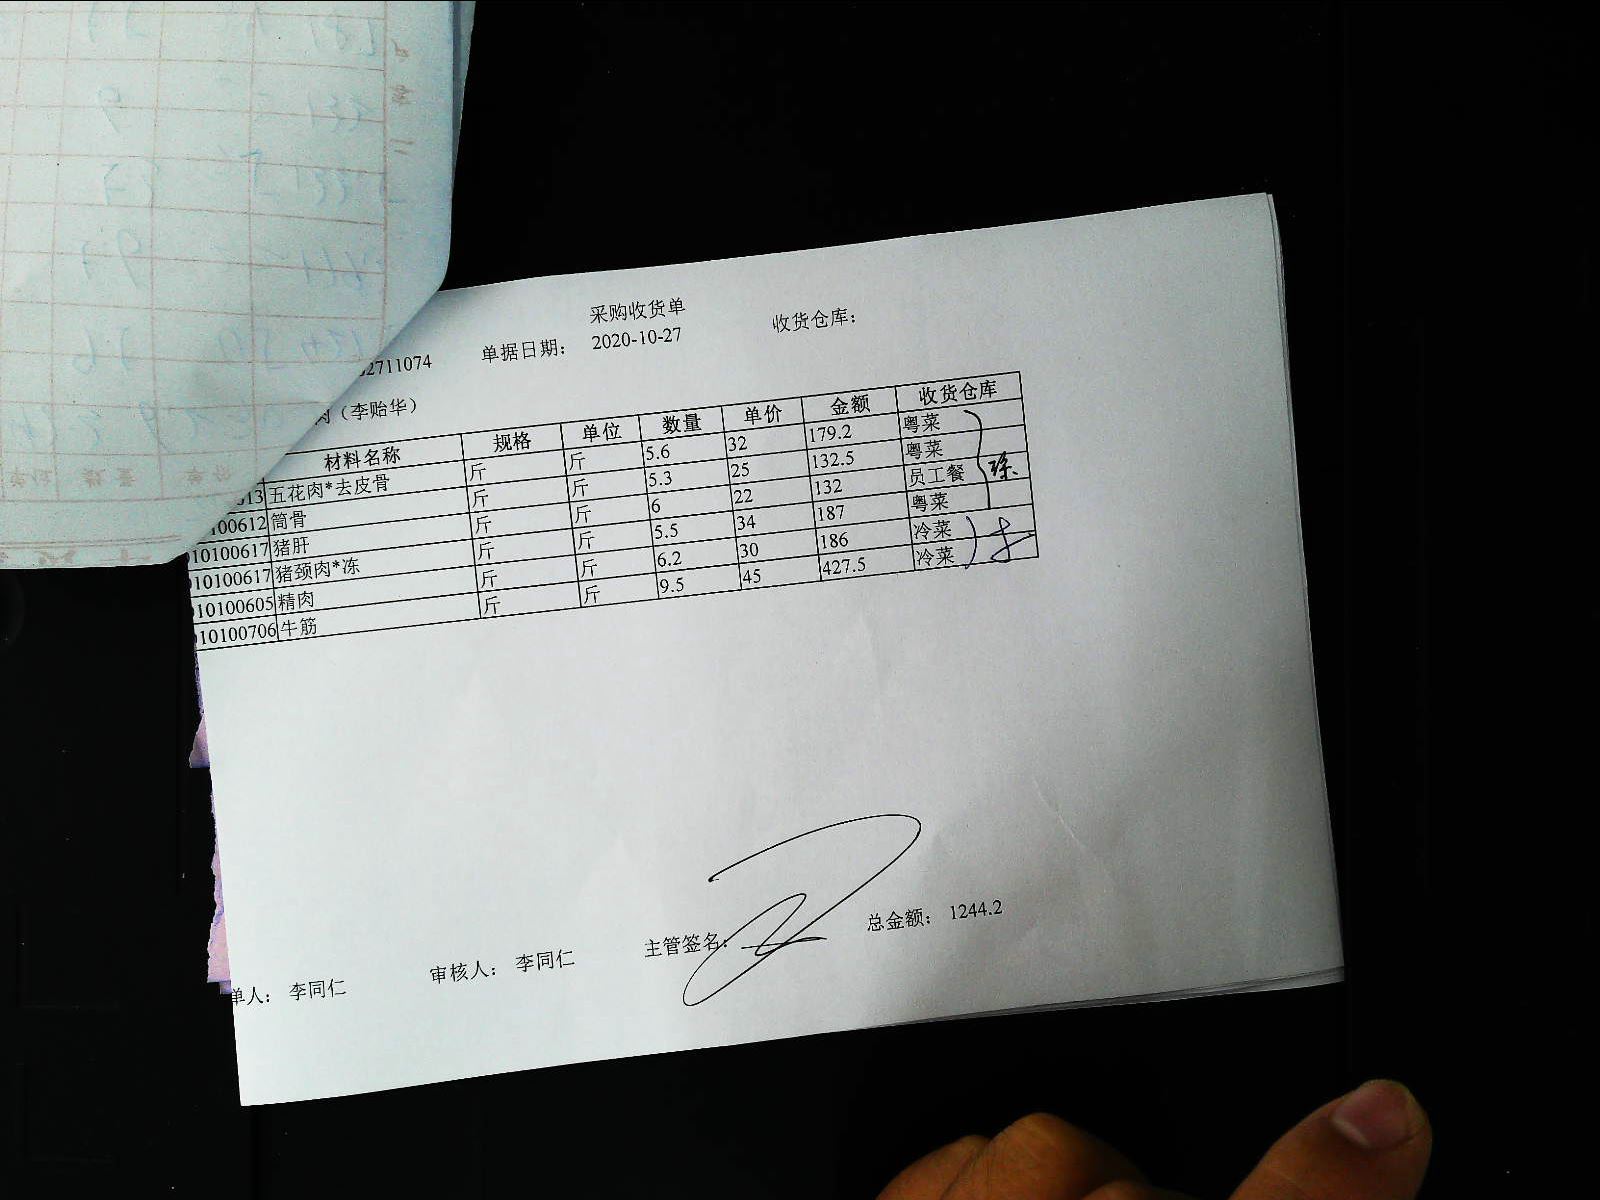 采购收货单
2711074 单据日期： 2020-10-27 收货仓库：
肉（李贻华）
材料名称 规格 单位 数量 单价 金额 收货仓库
13 五花肉*去皮骨 斤 斤 5.6 32 179.2 粤菜
100612 筒骨 斤 斤 5.3 25 132.5 粤菜
10100617 猪肝 斤 斤 6 22 132 员工餐
10100617 猪颈肉*冻 斤 斤 5.5 34 187 粤菜
10100605 精肉 斤 斤 6.2 30 186 冷菜
10100706 牛筋 斤 斤 9.5 45 427.5 冷菜
单人： 李同仁 审核人： 李同仁 主管签名： 总金额： 1244.2